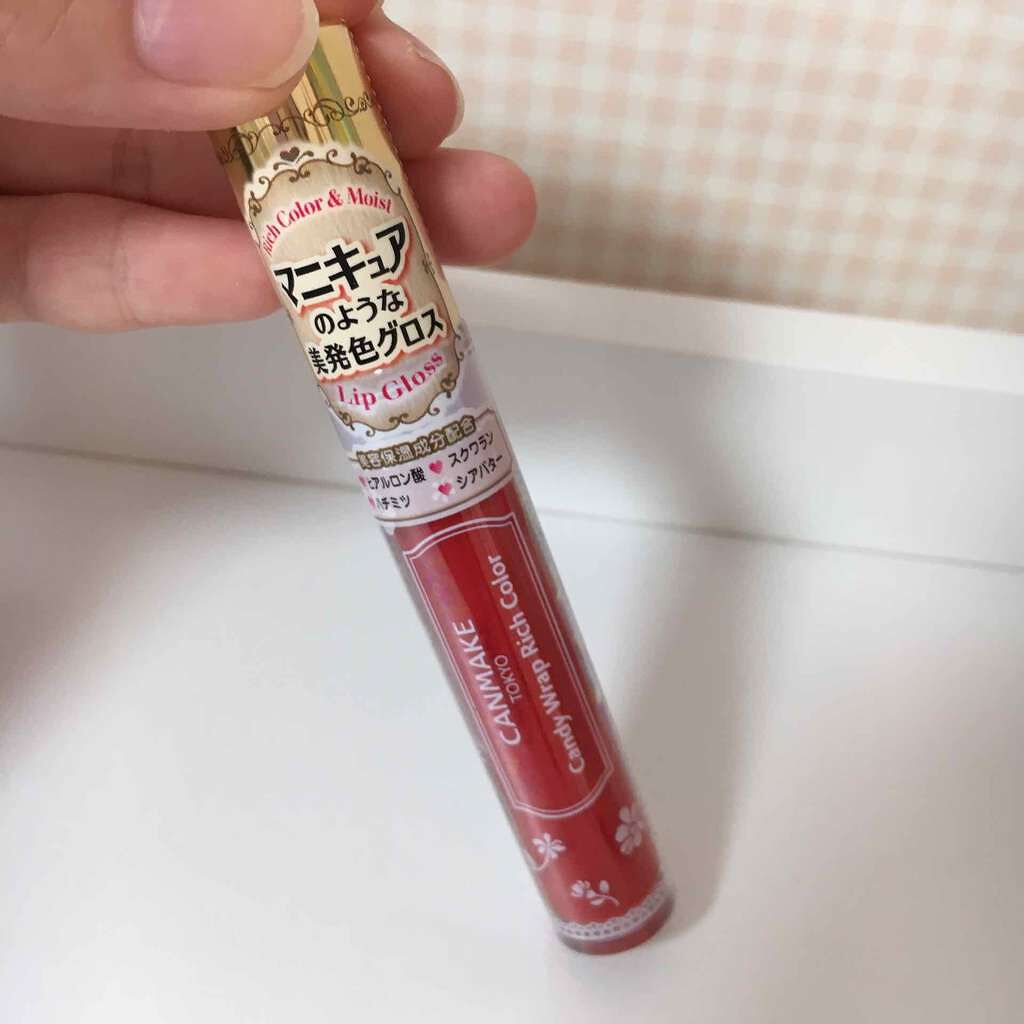 Rich Color & Moist
マニキュア
のような
美発色グロス
Lip Gloss
美容保湿成分配合
ヒアルロン酸 ♥ スクワラン
ハチミツ ♥ シアバター
CANMAKE
TOKYO
Candy Wrap Rich Color